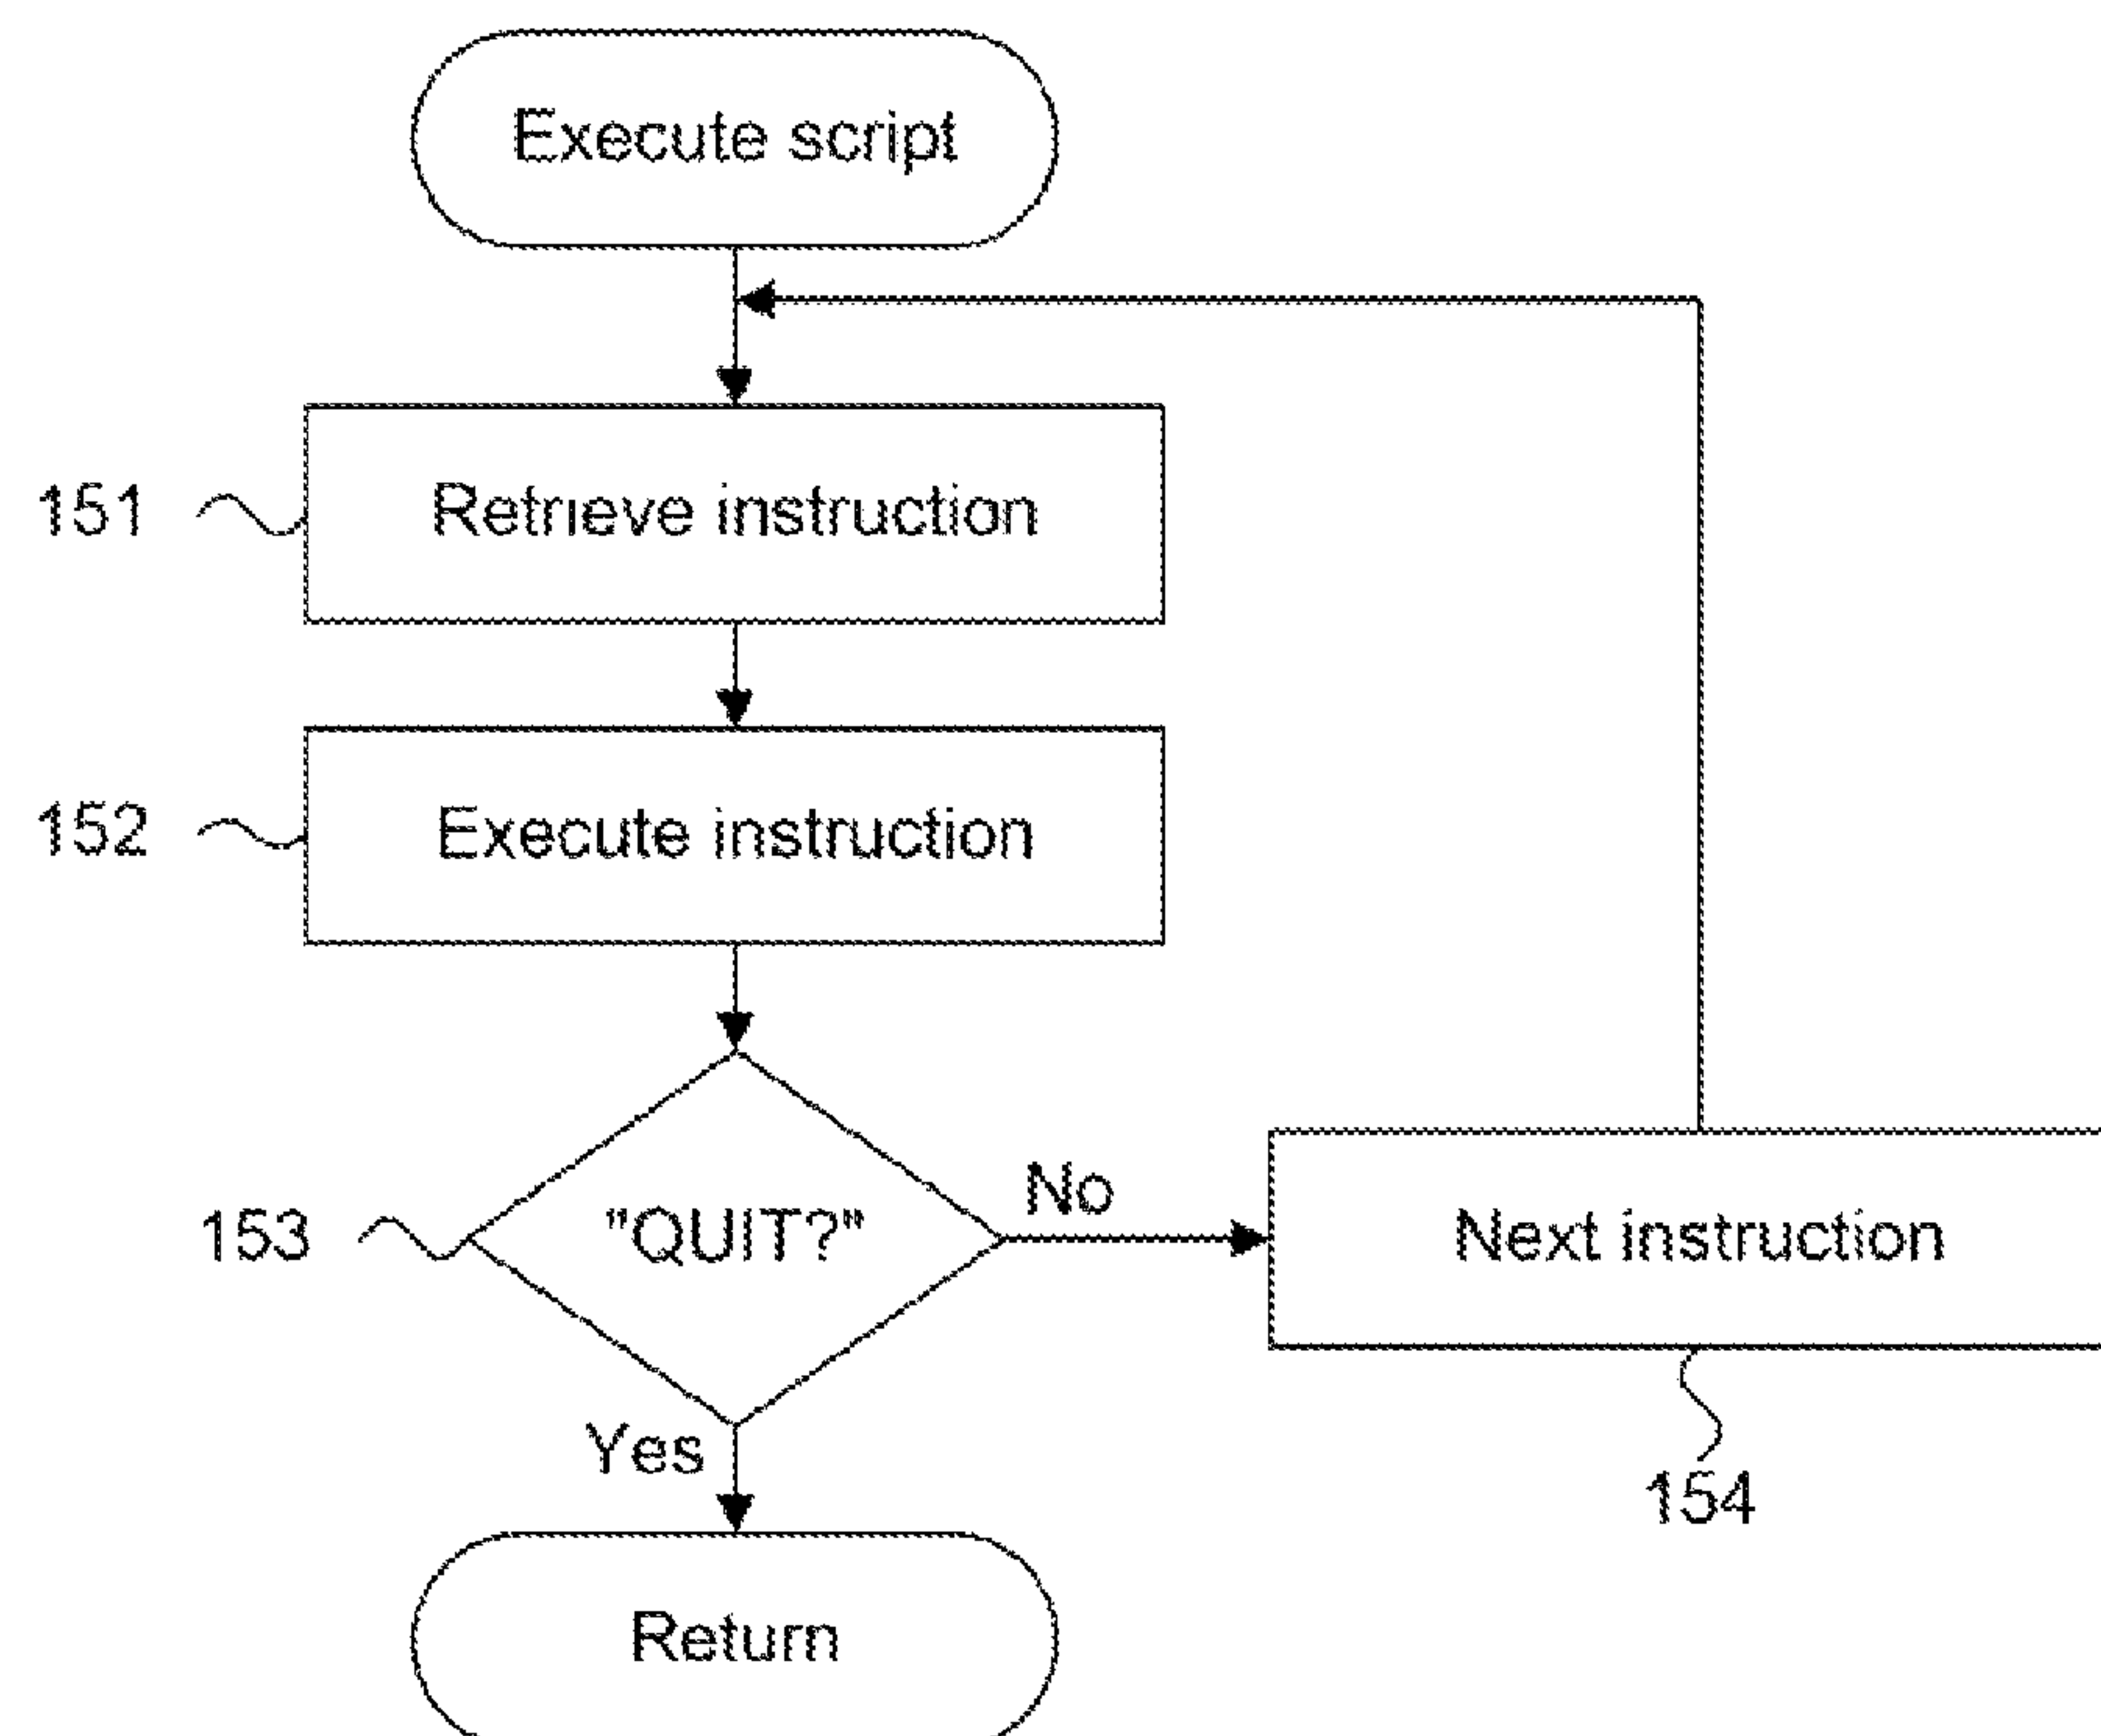 Execute script
151
Retrieve instruction
152
Execute instruction
153
"QUIT?"
No
Next instruction
Yes
154
Return